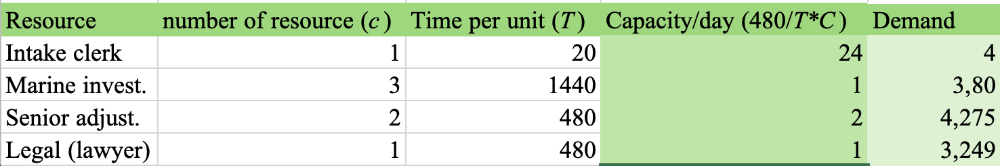 Resource number of resource (c) Time per unit (T) Capacity/day (480/T*C) Demand
Intake clerk 1 20 24 4
Marine invest. 3 1440 1 3,80
Senior adjust. 2 480 2 4,275
Legal (lawyer) 1 480 1 3,249